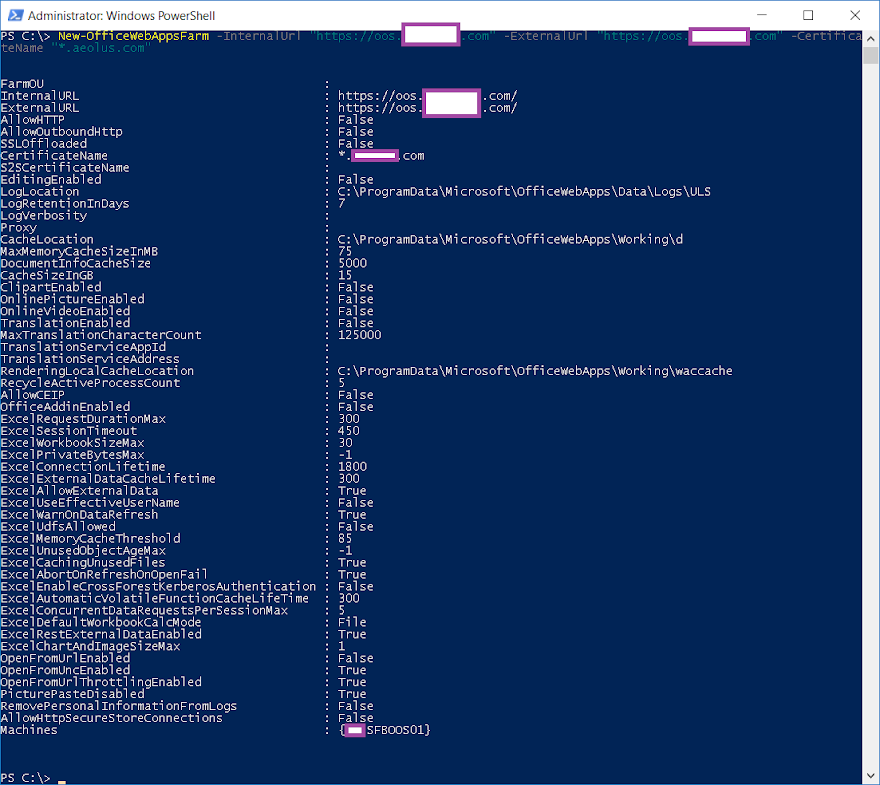 Administrator: Windows PowerShell
PS C:\> New-OfficeWebAppsFarm -InternalUrl "https://oos. .com" -ExternalUrl "https://oos. .com" -Certifica
teName "*.aeolus.com"
FarmOU :
InternalURL : https://oos. .com/
ExternalURL : https://oos. .com/
AllowHTTP : False
AllowOutboundHttp : False
SSLOffloaded : False
CertificateName : *. .com
S2SCertificateName :
EditingEnabled : False
LogLocation : C:\ProgramData\Microsoft\OfficeWebApps\Data\Logs\ULS
LogRetentionInDays : 7
LogVerbosity :
Proxy :
CacheLocation : C:\ProgramData\Microsoft\OfficeWebApps\Working\d
MaxMemoryCacheSizeInMB : 75
DocumentInfoCacheSize : 5000
CacheSizeInGB : 15
ClipartEnabled : False
OnlinePictureEnabled : False
OnlineVideoEnabled : False
TranslationEnabled : False
MaxTranslationCharacterCount : 125000
TranslationServiceAppId :
TranslationServiceAddress :
RenderingLocalCacheLocation : C:\ProgramData\Microsoft\OfficeWebApps\Working\waccache
RecycleActiveProcessCount : 5
AllowCEIP : False
OfficeAddinEnabled : False
ExcelRequestDurationMax : 300
ExcelSessionTimeout : 450
ExcelWorkbookSizeMax : 30
ExcelPrivateBytesMax : -1
ExcelConnectionLifetime : 1800
ExcelExternalDataCacheLifetime : 300
ExcelAllowExternalData : True
ExcelUseEffectiveUserName : False
ExcelWarnOnDataRefresh : True
ExcelUdfsAllowed : False
ExcelMemoryCacheThreshold : 85
ExcelUnusedObjectAgeMax : -1
ExcelCachingUnusedFiles : True
ExcelAbortOnRefreshOnOpenFail : True
ExcelEnableCrossForestKerberosAuthentication : False
ExcelAutomaticVolatileFunctionCacheLifeTime : 300
ExcelConcurrentDataRequestsPerSessionMax : 5
ExcelDefaultWorkbookCalcMode : File
ExcelRestExternalDataEnabled : True
ExcelChartAndImageSizeMax : 1
OpenFromUrlEnabled : False
OpenFromUncEnabled : True
OpenFromUrlThrottlingEnabled : True
PicturePasteDisabled : True
RemovePersonalInformationFromLogs : False
AllowHttpSecureStoreConnections : False
Machines : { SFBOOS01}
PS C:\> _